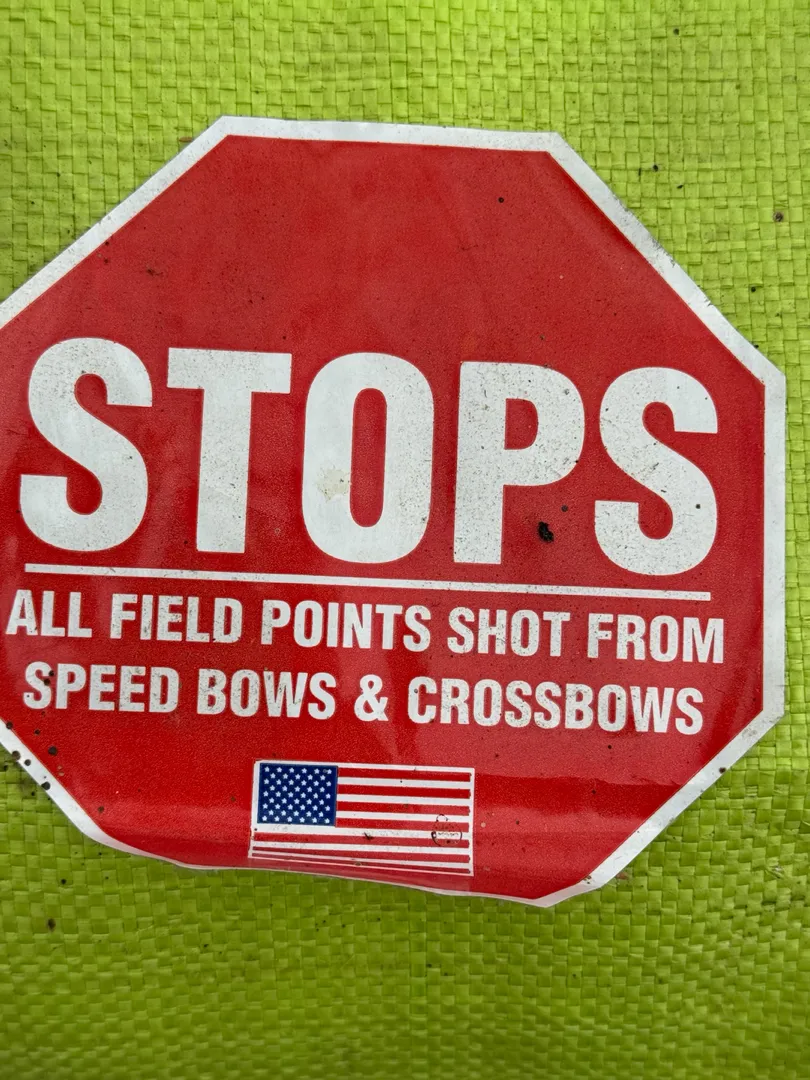 STOPS
ALL FIELD POINTS SHOT FROM
SPEED BOWS & CROSSBOWS